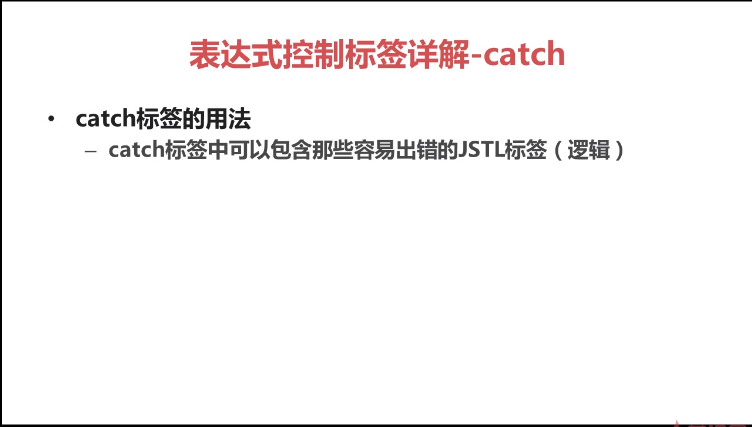 表达式控制标签详解-catch
• catch标签的用法
– catch标签中可以包含那些容易出错的JSTL标签（逻辑）